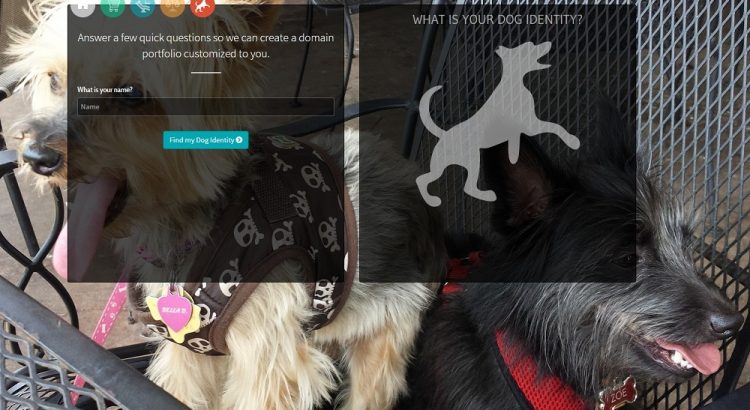 WHAT IS YOUR DOG IDENTITY?
Answer a few quick questions so we can create a domain
portfolio customized to you.
What is your name?
Name
Find my Dog Identity
BELLA B.
ZOE